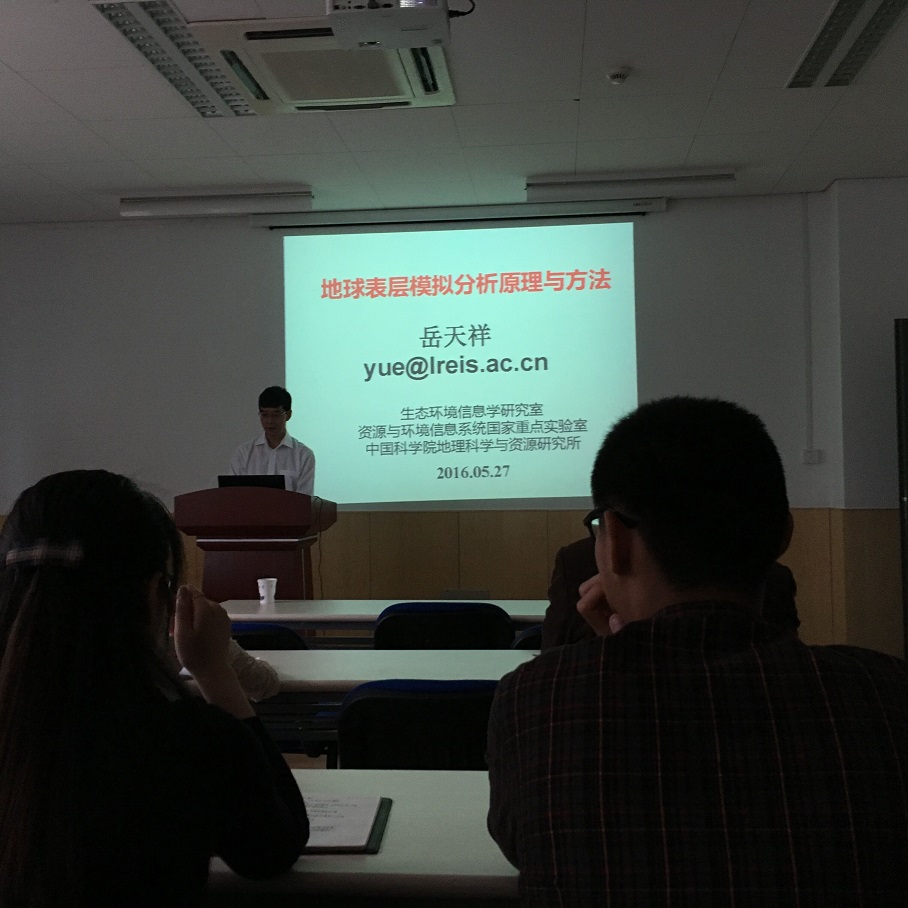 地球表层模拟分析原理与方法
岳天祥
yue@lreis.ac.cn
生态环境信息学研究室
资源与环境信息系统国家重点实验室
中国科学院地理科学与资源研究所
2016.05.27